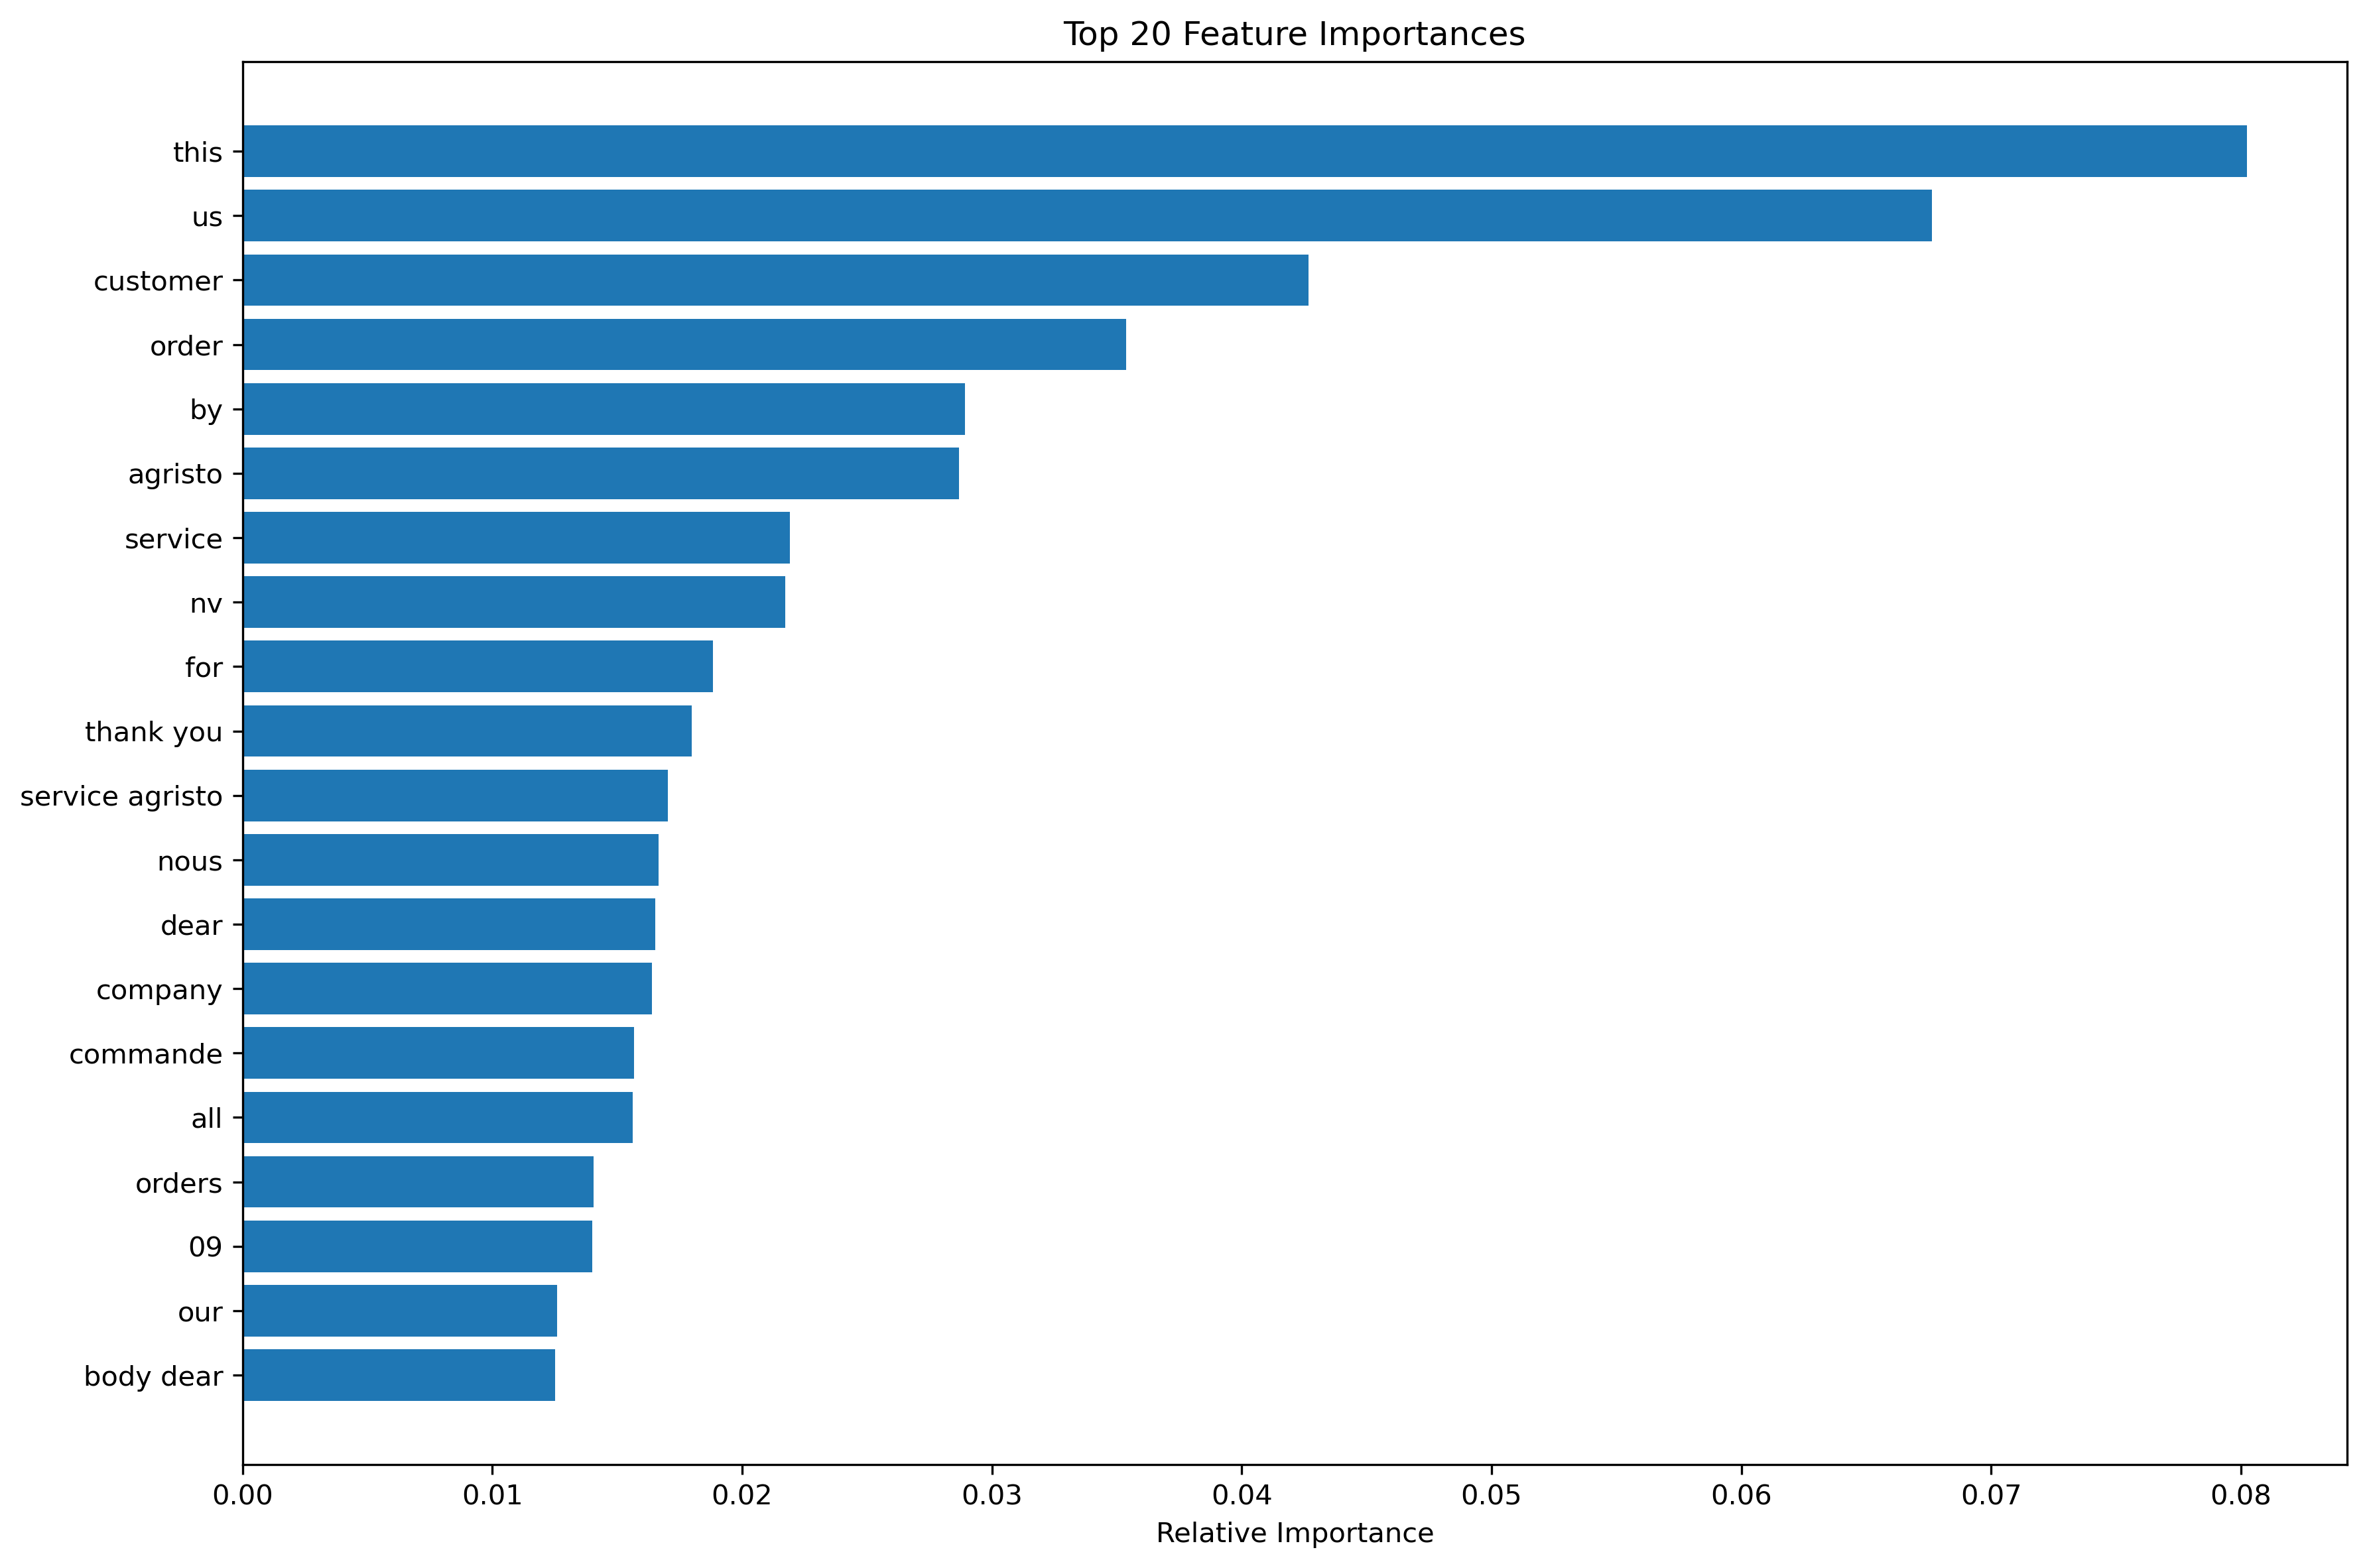 Top 20 Feature Importances
this
us
customer
order
by
agristo
service
nv
for
thank you
service agristo
nous
dear
company
commande
all
orders
09
our
body dear
0.00 0.01 0.02 0.03 0.04 0.05 0.06 0.07 0.08
Relative Importance